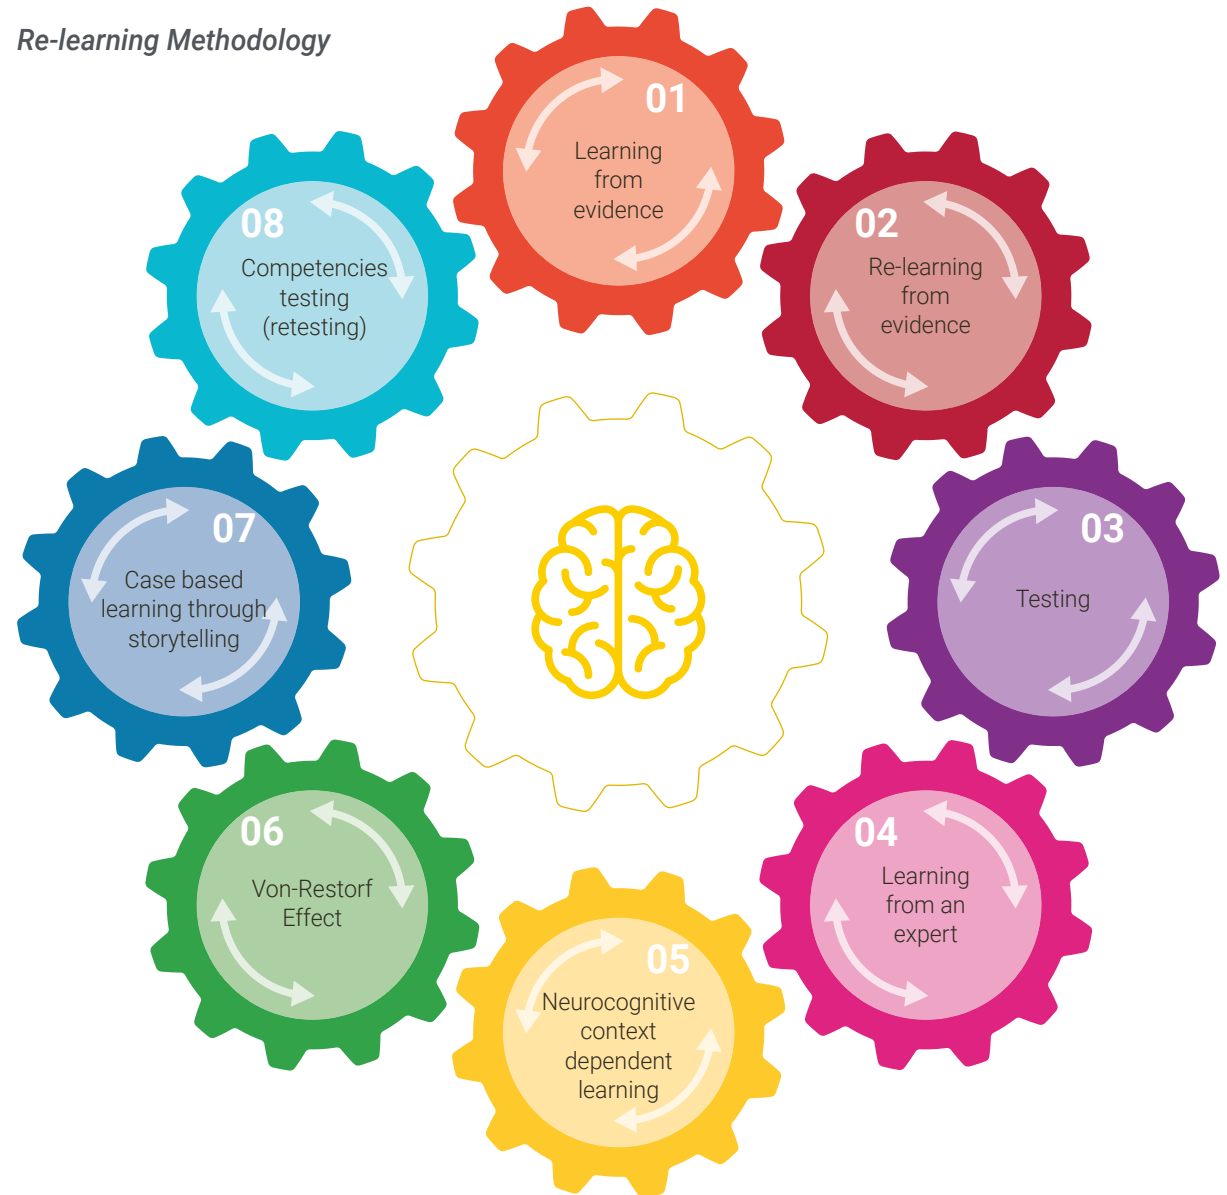 Re-learning Methodology
01
Learning
from
evidence
02
Re-learning
from
evidence
03
Testing
04
Learning
from an
expert
05
Neurocognitive
context
dependent
learning
06
Von-Restorf
Effect
07
Case based
learning through
storytelling
08
Competencies
testing
(retesting)